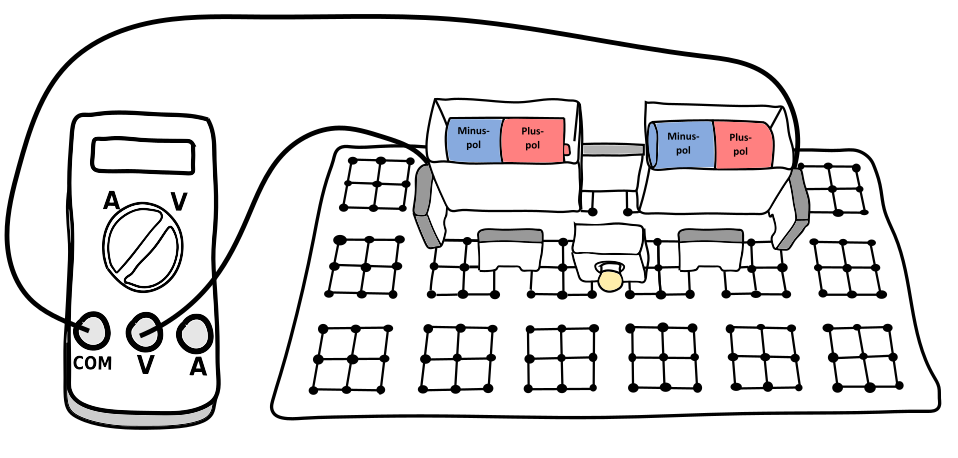 Minus-
pol
Plus-
pol
Minus-
pol
Plus-
pol
A
V
COM
V
A